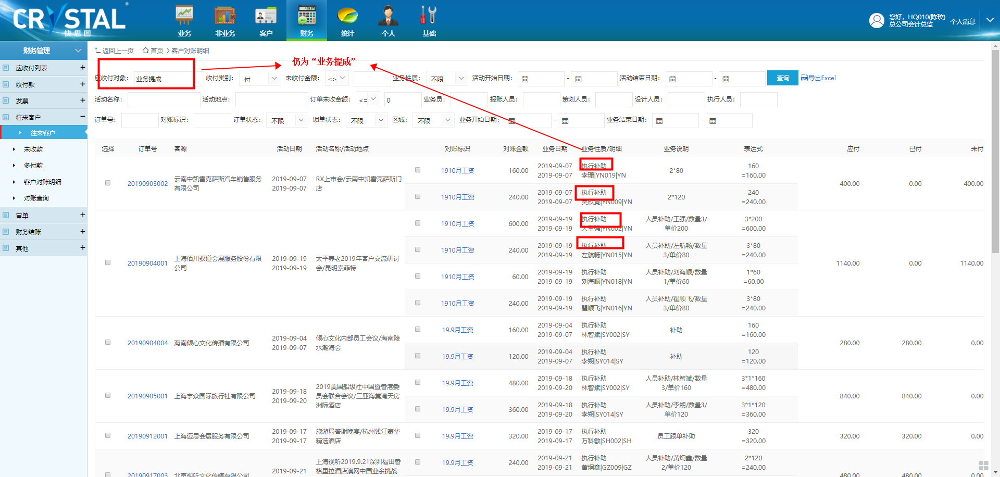 CRYSTAL ®
快思图
业务 非业务 客户 财务 统计 个人 基础
您好，HQ010(陈玟)
总公司会计总监
个人消息
财务管理
应收付列表 +
收付款 +
发票 +
往来客户 −
往来客户
未收款
多付款
客户对账明细
对账查询
审单 +
财务结账 +
其他 +
返回上一页 首页 > 客户对账明细
仍为“业务提成”
应收付对象： 业务提成 收付类别： 付 未收付金额： <> 业务性质： 不限 活动开始日期： - 活动结束日期： - 查询 导出Excel
活动名称： 活动地点： 订单未收金额： <= 0 业务员： 报账人员： 策划人员： 设计人员： 执行人员：
订单号： 对账标识： 订单状态： 不限 锁单状态： 不限 区域： 不限 业务开始日期： - 业务结束日期： -
选择 订单号 客源 活动日期 活动名称/活动地点 对账标识 对账金额 业务日期 业务性质/明细 业务说明 表达式 应付 已付 未付
20190903002 云南中凯雷克萨斯汽车销售服务有限公司 2019-09-07 2019-09-07 RX上市会/云南中凯雷克萨斯门店 400.00 0.00 400.00
1910月工资 160.00 2019-09-07 2019-09-07 执行补助 李珊|YN019|YN 2*80 160 =160.00
1910月工资 240.00 2019-09-07 2019-09-07 执行补助 |YN009|YN 2*120 240 =240.00
20190904001 上海佰川驭道会展服务股份有限公司 2019-09-19 2019-09-19 太平养老2019年客户交流研讨会/昆明索菲特 1140.00 0.00 1140.00
1910月工资 600.00 2019-09-19 2019-09-19 执行补助 |YN002|YN 人员补助/王强/数量3/单价200 3*200 =600.00
1910月工资 240.00 2019-09-19 2019-09-19 执行补助 左航畅|YN015|YN 人员补助/左航畅/数量3/单价80 3*80 =240.00
1910月工资 60.00 2019-09-19 2019-09-19 执行补助 刘海顺|YN018|YN 人员补助/刘海顺/数量1/单价60 1*60 =60.00
1910月工资 240.00 2019-09-19 2019-09-19 执行补助 瞿顺飞|YN016|YN 人员补助/瞿顺飞/数量3/单价80 3*80 =240.00
20190904004 海南倾心文化传播有限公司 2019-09-04 2019-09-07 倾心文化内部员工会议/海南陵水瀚海会 280.00 280.00 0.00
19.9月工资 160.00 2019-09-04 2019-09-07 执行补助 林智斌|SY002|SY 补助 160 =160.00
19.9月工资 120.00 2019-09-04 2019-09-07 执行补助 李朔|SY014|SY 补助 120 =120.00
20190905001 上海宇众国际旅行社有限公司 2019-09-18 2019-09-20 2019美国船级社中国暨香港委员会联合会议/三亚海棠湾天房洲际酒店 840.00 840.00 0.00
19.9月工资 480.00 2019-09-18 2019-09-20 执行补助 林智斌|SY002|SY 人员补助/林智斌/数量3/单价160 3*1*160 =480.00
19.9月工资 360.00 2019-09-18 2019-09-20 执行补助 李朔|SY014|SY 人员补助/李朔/数量3/单价120 3*1*120 =360.00
20190912001 上海迈思会展服务有限公司 2019-09-17 2019-09-17 旅游局答谢晚宴/杭州钱江豪华精选酒店 320.00 320.00 0.00
19.9月工资 320.00 2019-09-17 2019-09-17 执行补助 万科敏|SH002|SH 员工跟单补助 320 =320.00
20190917003 北京视听文化传媒有限公司 2019-09-21 上海视听2019.9.21深圳福田香格里拉酒店澳网中国业余挑战 480.00 480.00 0.00
19.9月工资 240.00 2019-09-21 2019-09-21 执行补助 黄炯鑫|GZ009|GZ 人员补助/黄炯鑫/数量2/单价120 2*120 =240.00